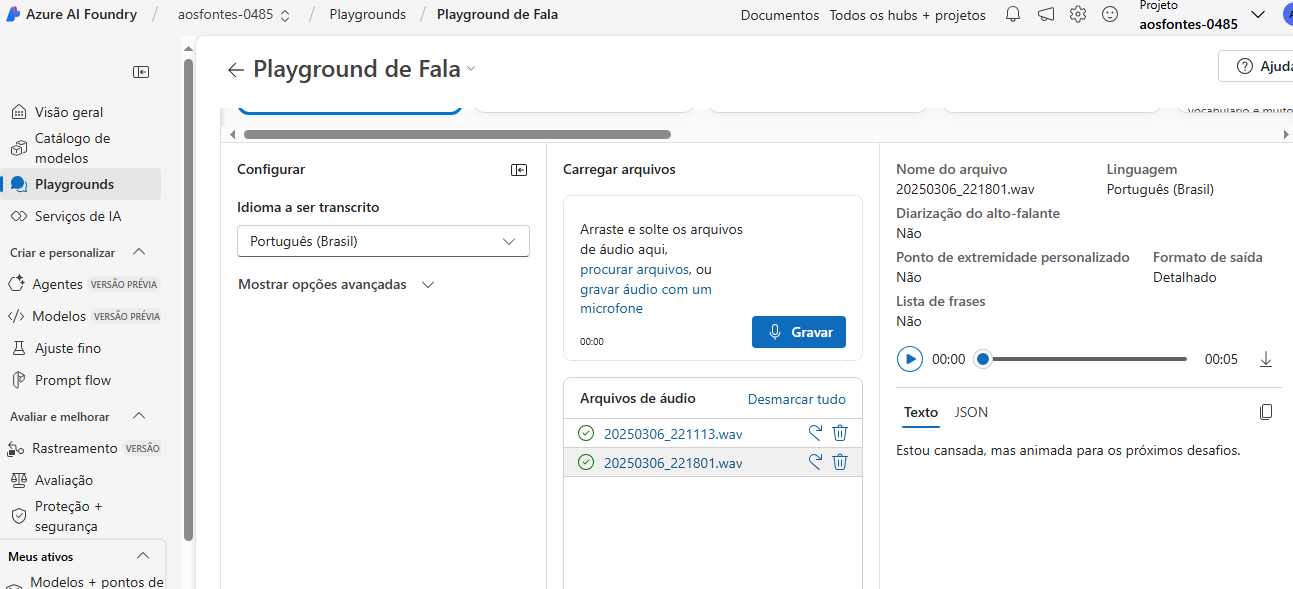 Azure AI Foundry / aosfontes-0485 / Playgrounds / Playground de Fala
Documentos Todos os hubs + projetos
Projeto
aosfontes-0485
Playground de Fala
Visão geral
Catálogo de
modelos
Playgrounds
Serviços de IA
Criar e personalizar
Agentes VERSÃO PRÉVIA
Modelos VERSÃO PRÉVIA
Ajuste fino
Prompt flow
Avaliar e melhorar
Rastreamento VERSÃO
Avaliação
Proteção +
segurança
Meus ativos
Modelos + pontos de
Configurar
Idioma a ser transcrito
Português (Brasil)
Mostrar opções avançadas
Carregar arquivos
Arraste e solte os arquivos
de áudio aqui,
procurar arquivos, ou
gravar áudio com um
microfone
00:00
Gravar
Arquivos de áudio Desmarcar tudo
20250306_221113.wav
20250306_221801.wav
Nome do arquivo Linguagem
20250306_221801.wav Português (Brasil)
Diarização do alto-falante
Não
Ponto de extremidade personalizado Formato de saída
Não Detalhado
Lista de frases
Não
00:00 00:05
Texto JSON
Estou cansada, mas animada para os próximos desafios.